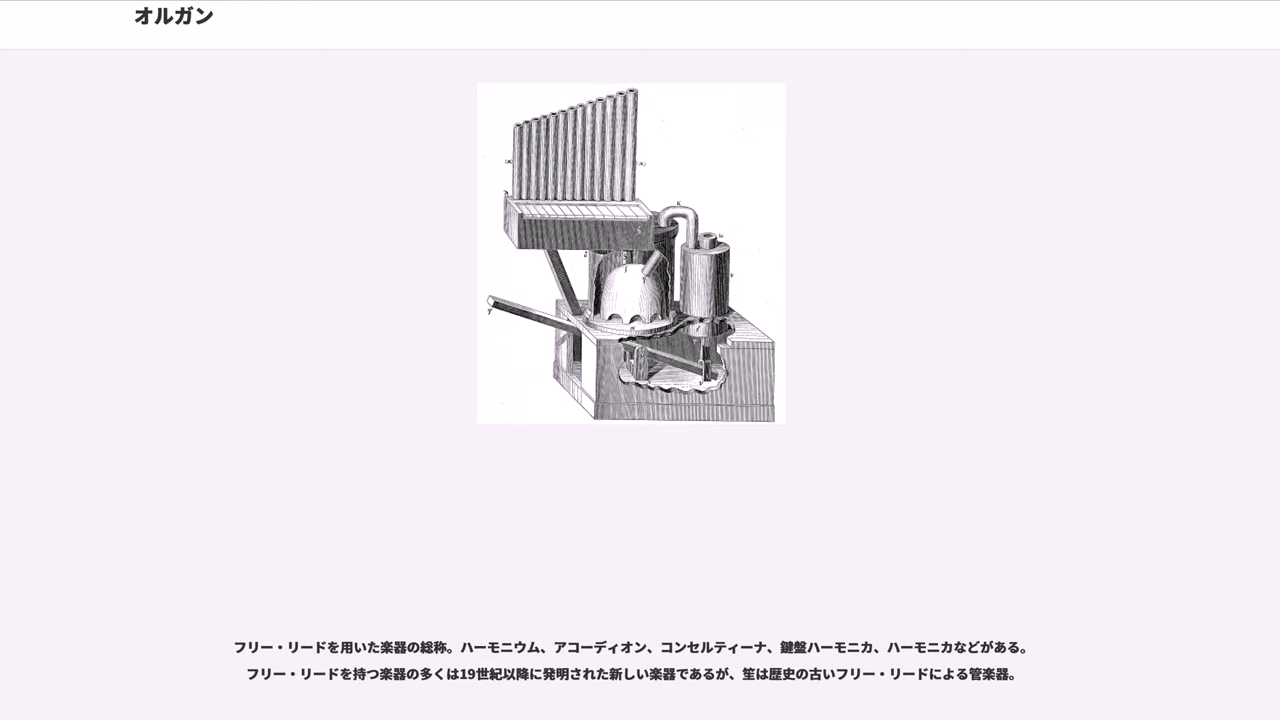 オルガン
フリー・リードを用いた楽器の総称。ハーモニウム、アコーディオン、コンセルティーナ、鍵盤ハーモニカ、ハーモニカなどがある。
フリー・リードを持つ楽器の多くは19世紀以降に発明された新しい楽器であるが、笙は歴史の古いフリー・リードによる管楽器。